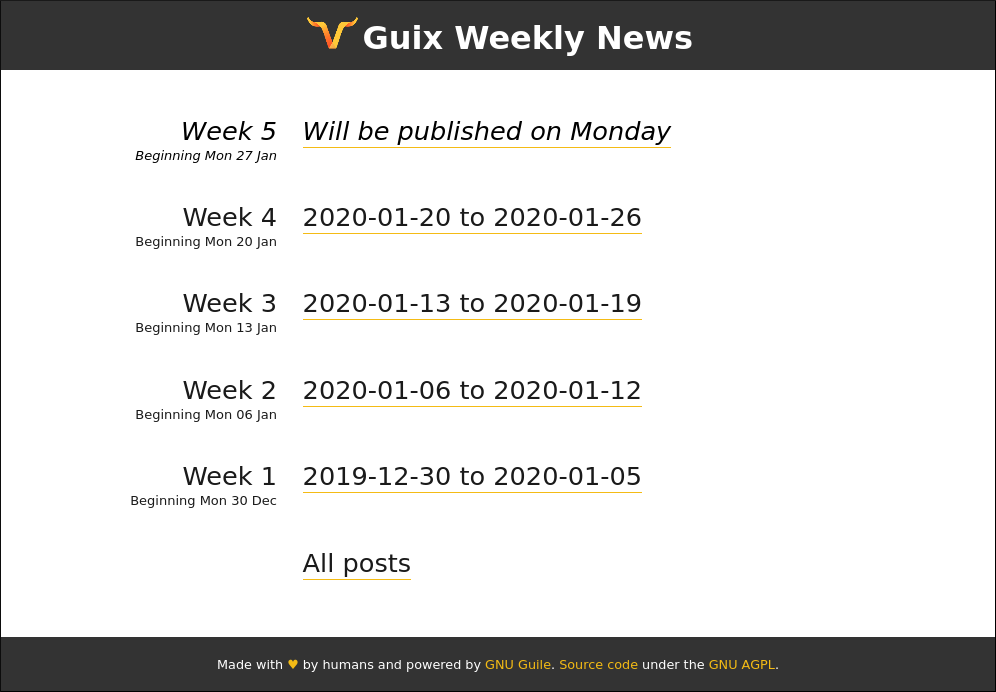 Guix Weekly News
Week 5 Will be published on Monday
Beginning Mon 27 Jan
Week 4 2020-01-20 to 2020-01-26
Beginning Mon 20 Jan
Week 3 2020-01-13 to 2020-01-19
Beginning Mon 13 Jan
Week 2 2020-01-06 to 2020-01-12
Beginning Mon 06 Jan
Week 1 2019-12-30 to 2020-01-05
Beginning Mon 30 Dec
All posts
Made with ♥ by humans and powered by GNU Guile. Source code under the GNU AGPL.